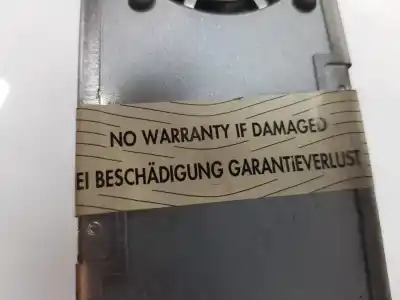 NO WARRANTY IF DAMAGED
EI BESCHÄDIGUNG GARANTiEVERLUST